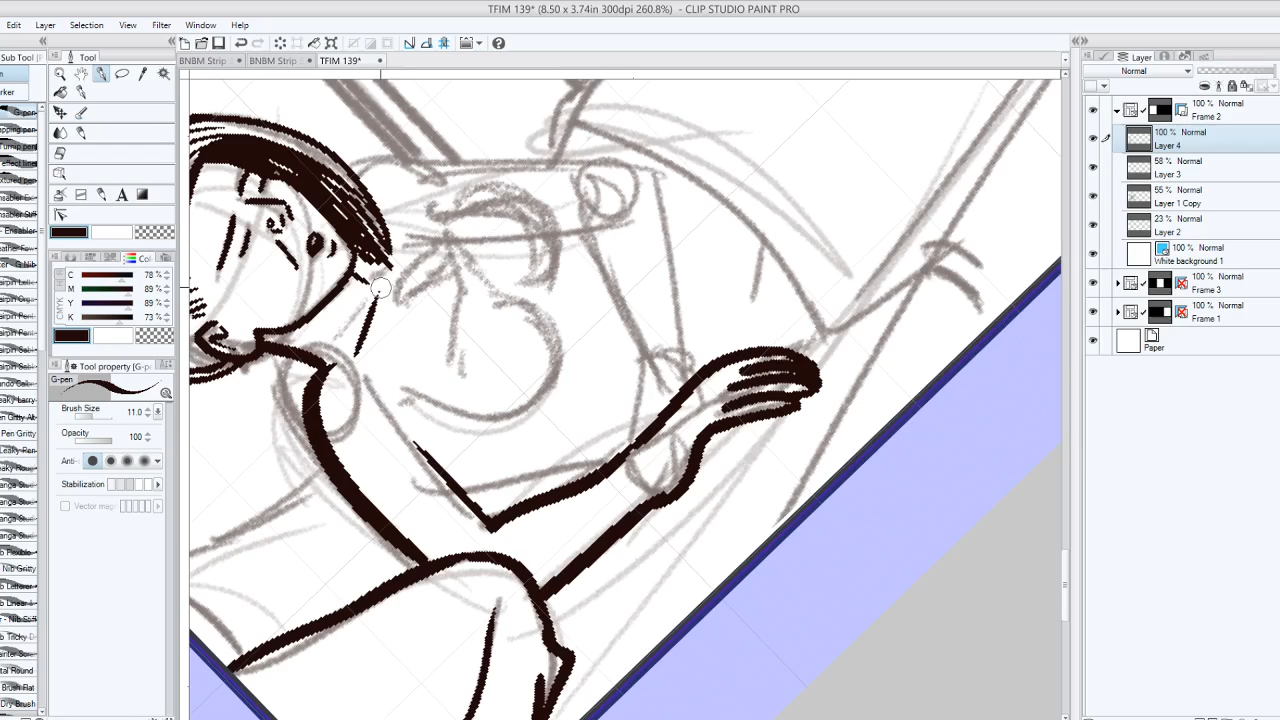 TFIM 139* (8.50 x 3.74in 300dpi 260.8%) - CLIP STUDIO PAINT PRO
Edit Layer Selection View Filter Window Help
BNBM Strip BNBM Strip TFIM 139*
Sub Tool
Tool
Layer
Normal
100 % Normal
Frame 2
100 % Normal
Layer 4
58 % Normal
Layer 3
55 % Normal
Layer 1 Copy
23 % Normal
Layer 2
100 % Normal
White background 1
100 % Normal
Frame 3
100 % Normal
Frame 1
Paper
C 78 %
M 89 %
Y 89 %
K 73 %
CMYK
Tool property [G-pen]
G-pen
Brush Size 11.0
Opacity 100
Anti-
Stabilization
Vector mag